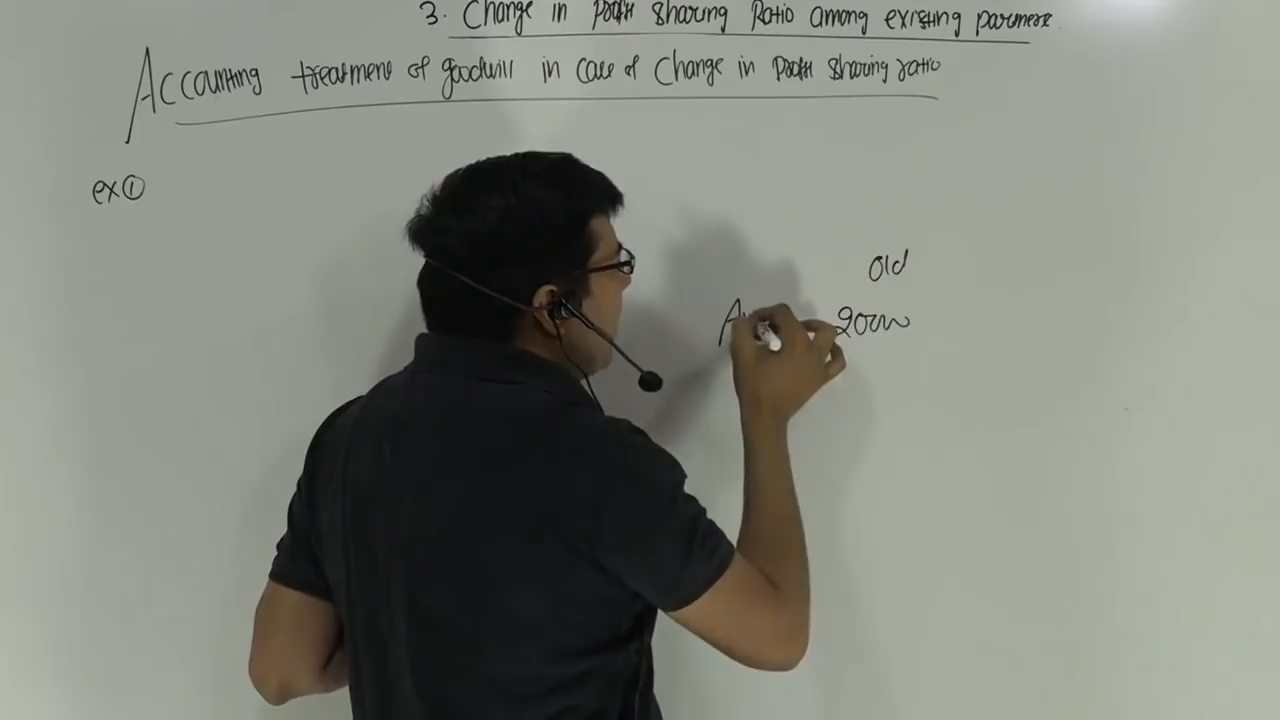 3. Change in Profit Sharing Ratio among existing partners.
Accounting treatment of goodwill in case of Change in Profit sharing ratio
ex①
Old